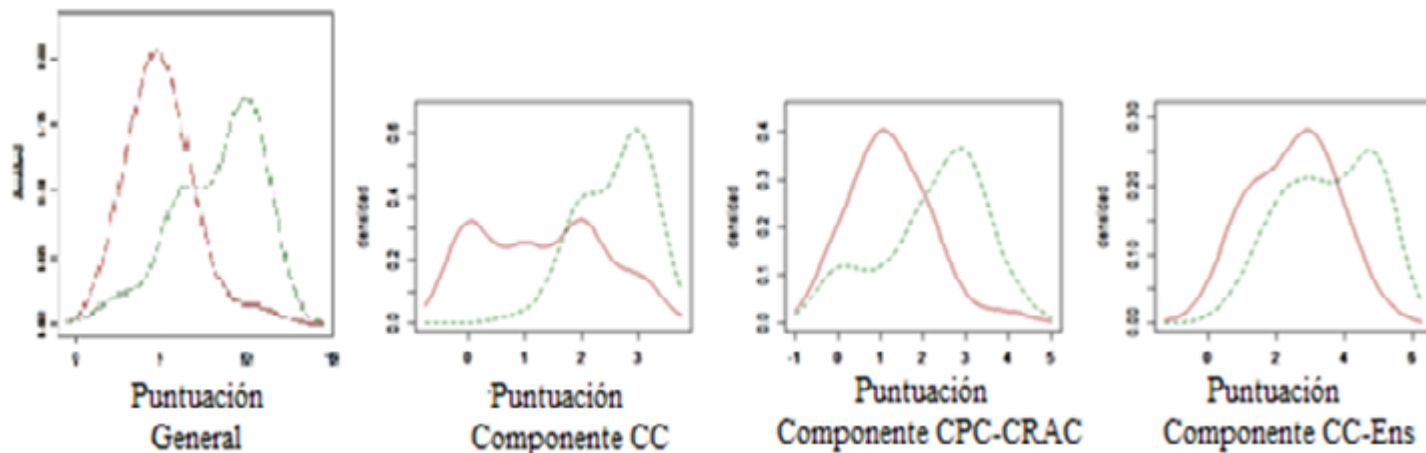 Puntuación
General
densidad
0.6
0.4
0.2
0.0
0 1 2 3
Puntuación
Componente CC
densidad
0.4
0.3
0.2
0.1
0.0
-1 0 1 2 3 4 5
Puntuación
Componente CPC-CRAC
densidad
0.30
0.20
0.10
0.00
0 2 4 6
Puntuación
Componente CC-Ens